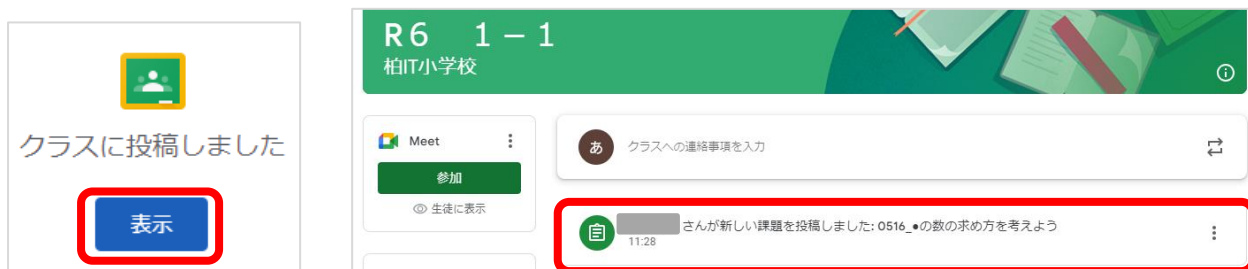 クラスに投稿しました
表示
R6 1－1
柏IT小学校
Meet
参加
生徒に表示
あ
クラスへの連絡事項を入力
さんが新しい課題を投稿しました: 0516_●の数の求め方を考えよう
11:28